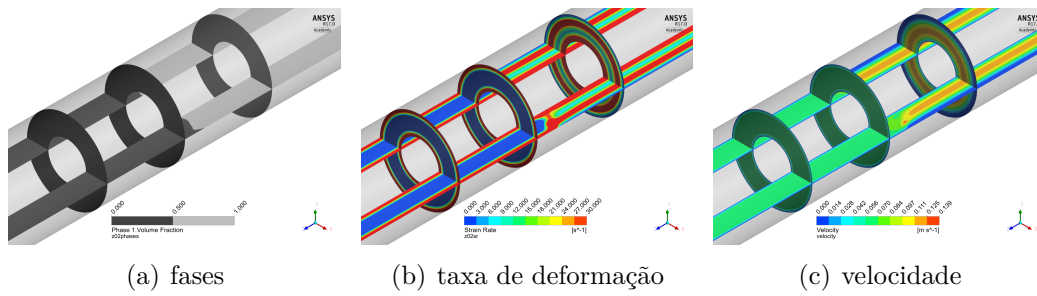 ANSYS
R17.0
Academic
0.000
0.500
1.000
Phase 1.Volume Fraction
z02phases
(a) fases
ANSYS
R17.0
Academic
0.000
3.000
6.000
9.000
12.000
15.000
18.000
21.000
24.000
27.000
30.000
Strain Rate [s^-1]
z02sr
(b) taxa de deformação
ANSYS
R17.0
Academic
0.000
0.014
0.028
0.042
0.056
0.070
0.084
0.097
0.111
0.125
0.139
Velocity [m s^-1]
velocity
(c) velocidade